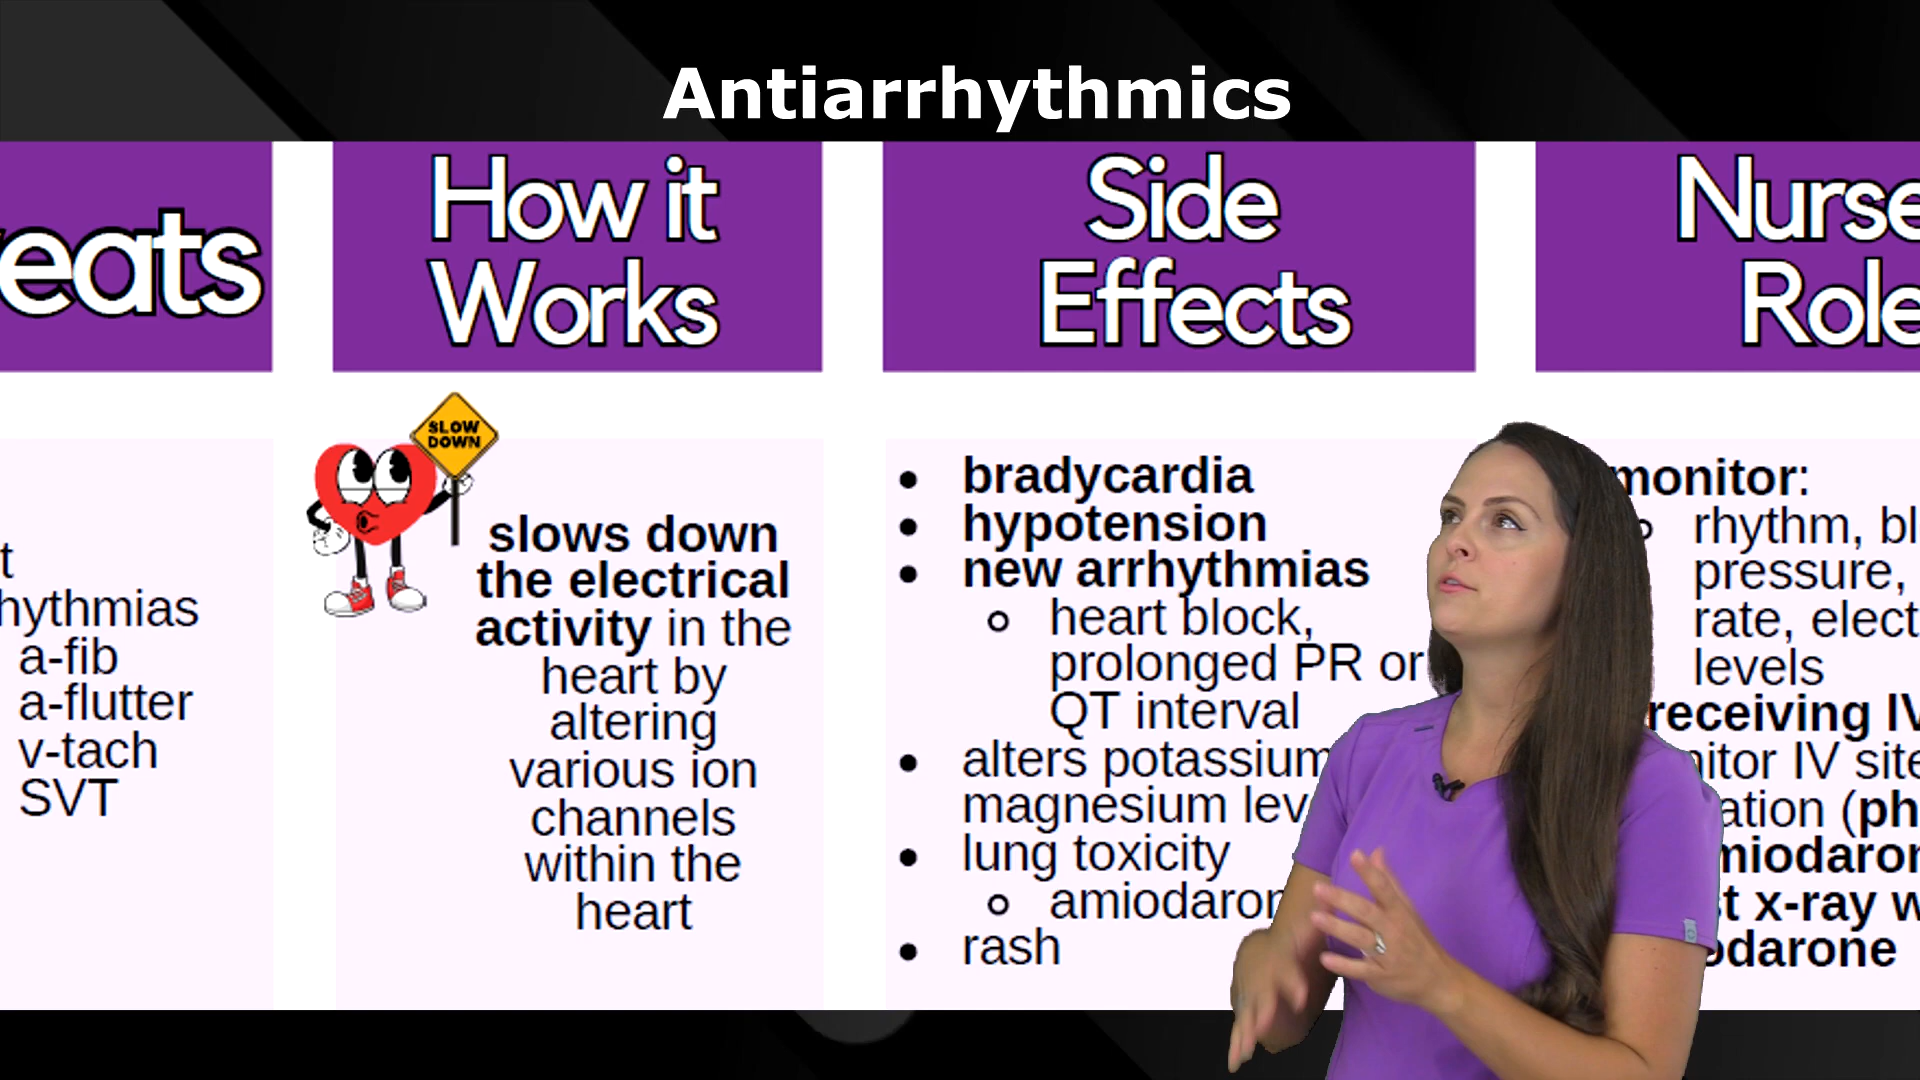 Antiarrhythmics
eats
How it
Works
Side
Effects
Nurse
Role
t
hythmias
a-fib
a-flutter
v-tach
SVT
SLOW
DOWN
slows down
the electrical
activity in the
heart by
altering
various ion
channels
within the
heart
• bradycardia
• hypotension
• new arrhythmias
heart block,
prolonged PR or
QT interval
• alters potassium
magnesium lev
• lung toxicity
amiodaron
• rash
monitor:
rhythm, bl
pressure,
rate, elect
levels
receiving IV
nitor IV site
ation (ph
miodaron
st x-ray w
odarone